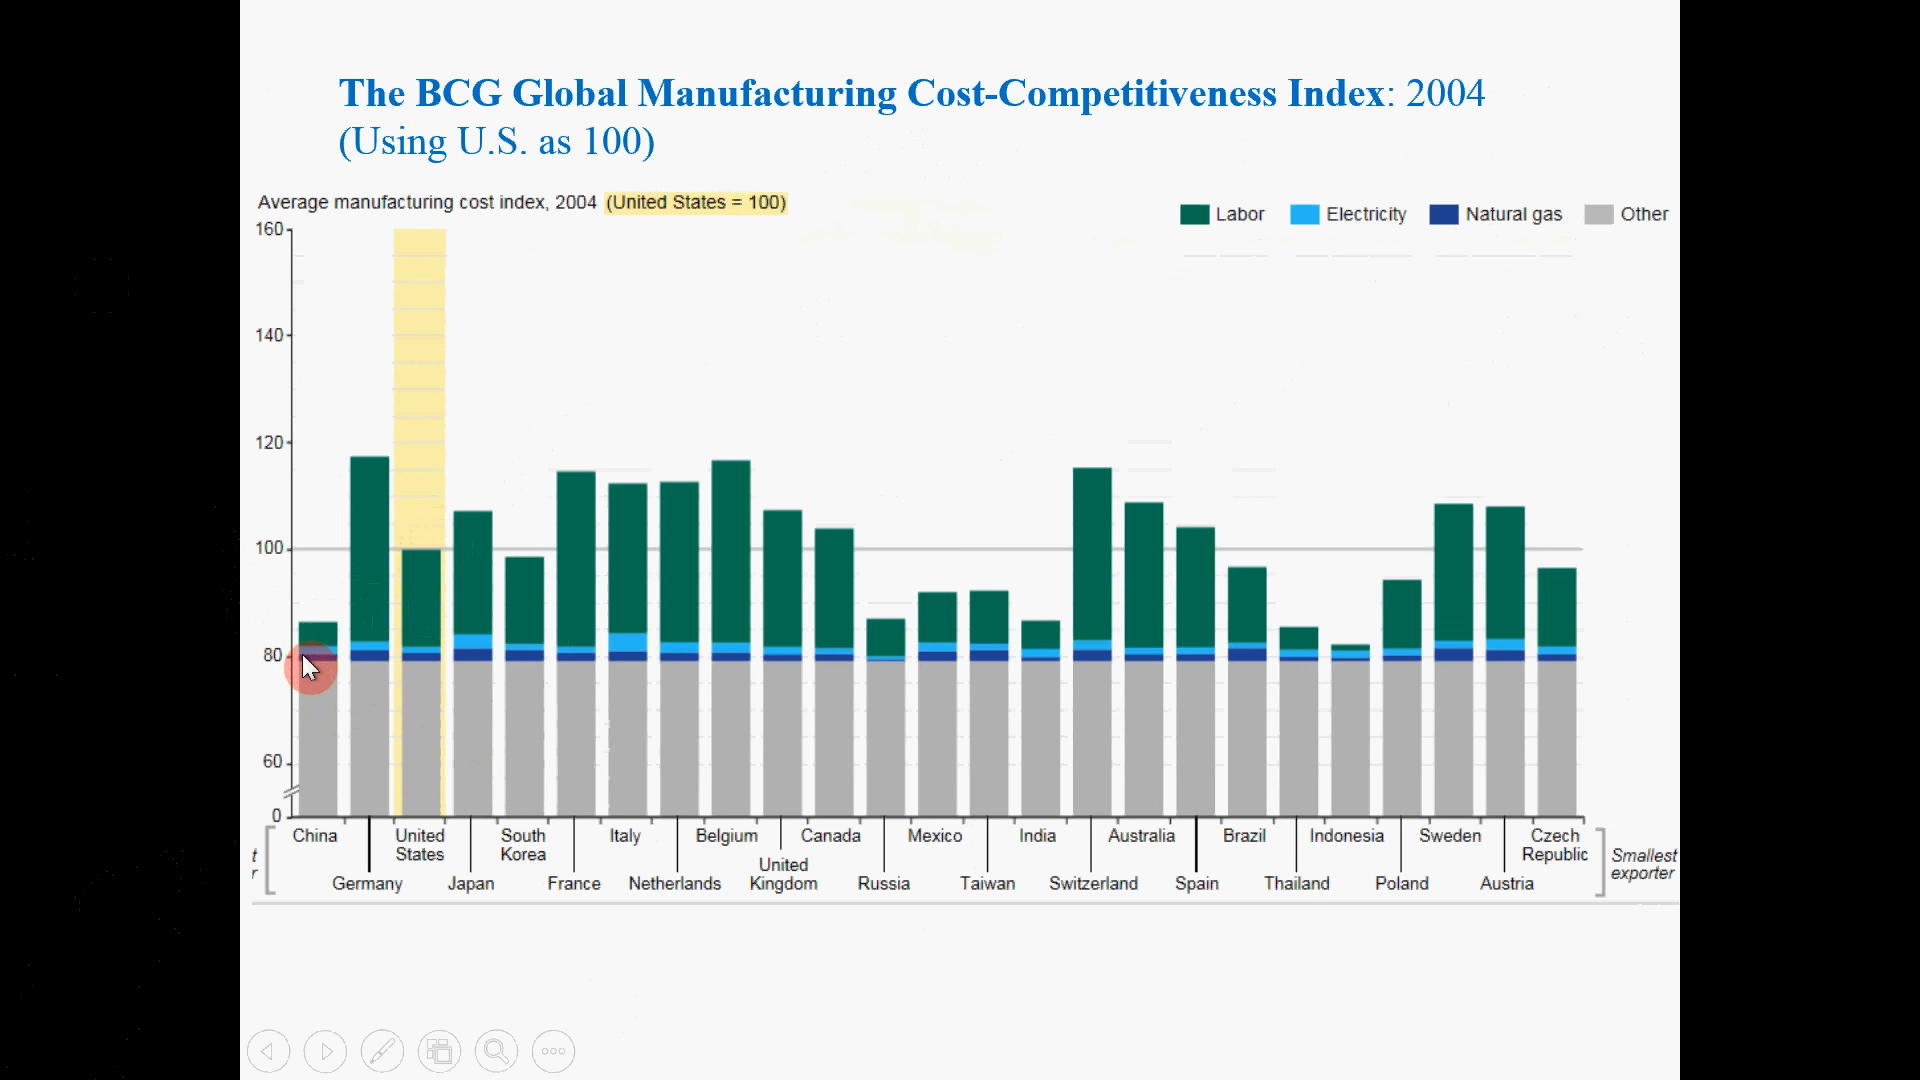 The BCG Global Manufacturing Cost-Competitiveness Index: 2004
(Using U.S. as 100)
Average manufacturing cost index, 2004 (United States = 100)
Labor Electricity Natural gas Other
160
140
120
100
80
60
0
China United States South Korea Italy Belgium Canada Mexico India Australia Brazil Indonesia Sweden Czech Republic
Germany Japan France Netherlands United Kingdom Russia Taiwan Switzerland Spain Thailand Poland Austria
t
r
Smallest
exporter